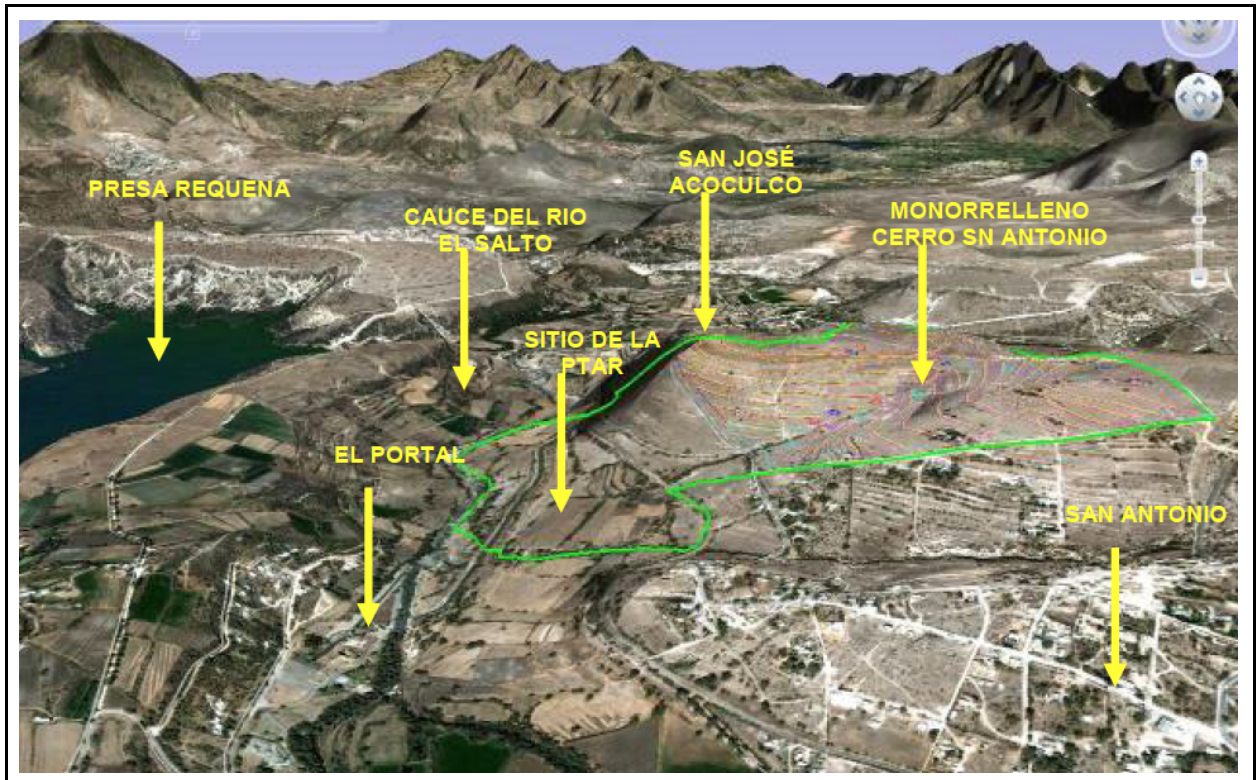 PRESA REQUENA
CAUCE DEL RIO
EL SALTO
SAN JOSÉ
ACOCULCO
MONORRELLENO
CERRO SN ANTONIO
SITIO DE LA
PTAR
EL PORTAL
SAN ANTONIO